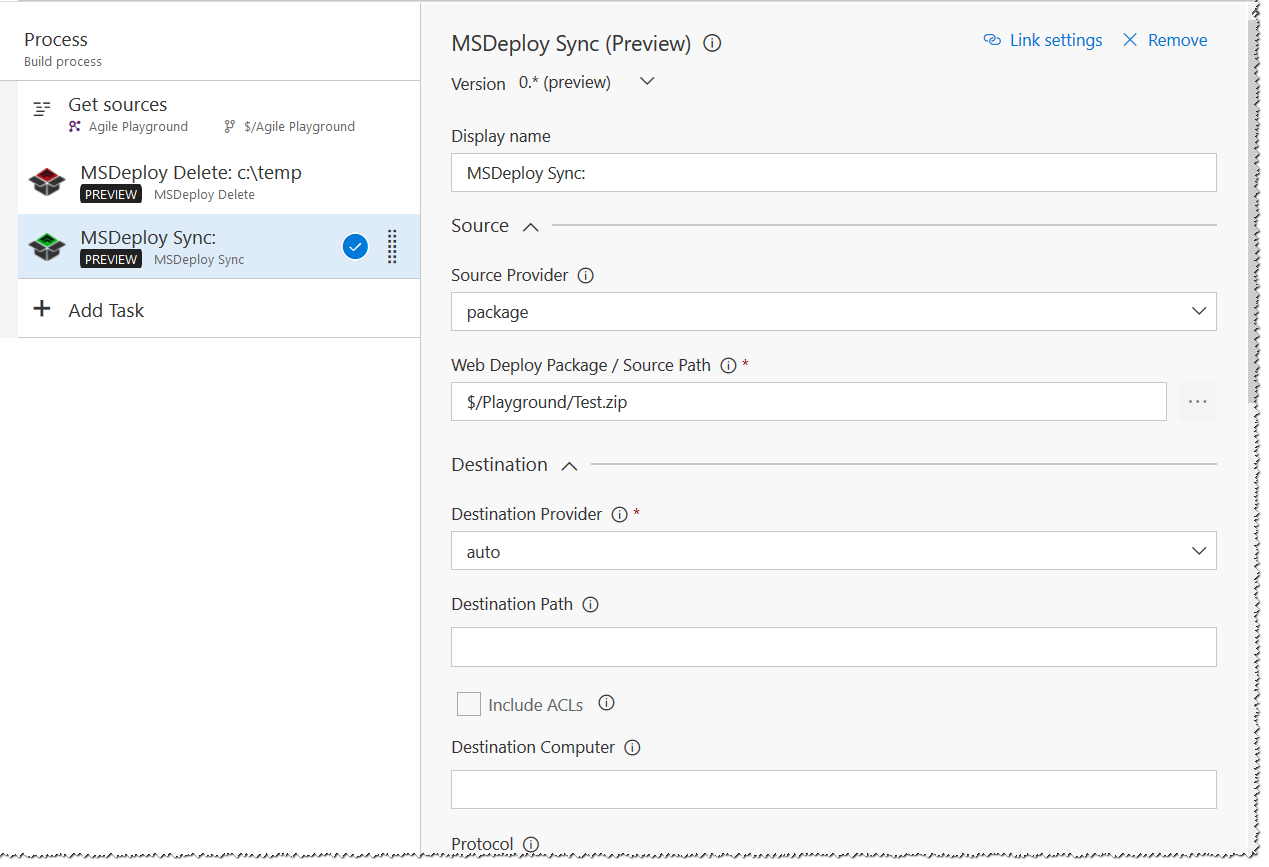 Process
Build process
Get sources
Agile Playground $/Agile Playground
MSDeploy Delete: c:\temp
PREVIEW MSDeploy Delete
MSDeploy Sync:
PREVIEW MSDeploy Sync
Add Task
MSDeploy Sync (Preview) Link settings Remove
Version 0.* (preview)
Display name
MSDeploy Sync:
Source
Source Provider
package
Web Deploy Package / Source Path *
$/Playground/Test.zip
Destination
Destination Provider *
auto
Destination Path
Include ACLs
Destination Computer
Protocol